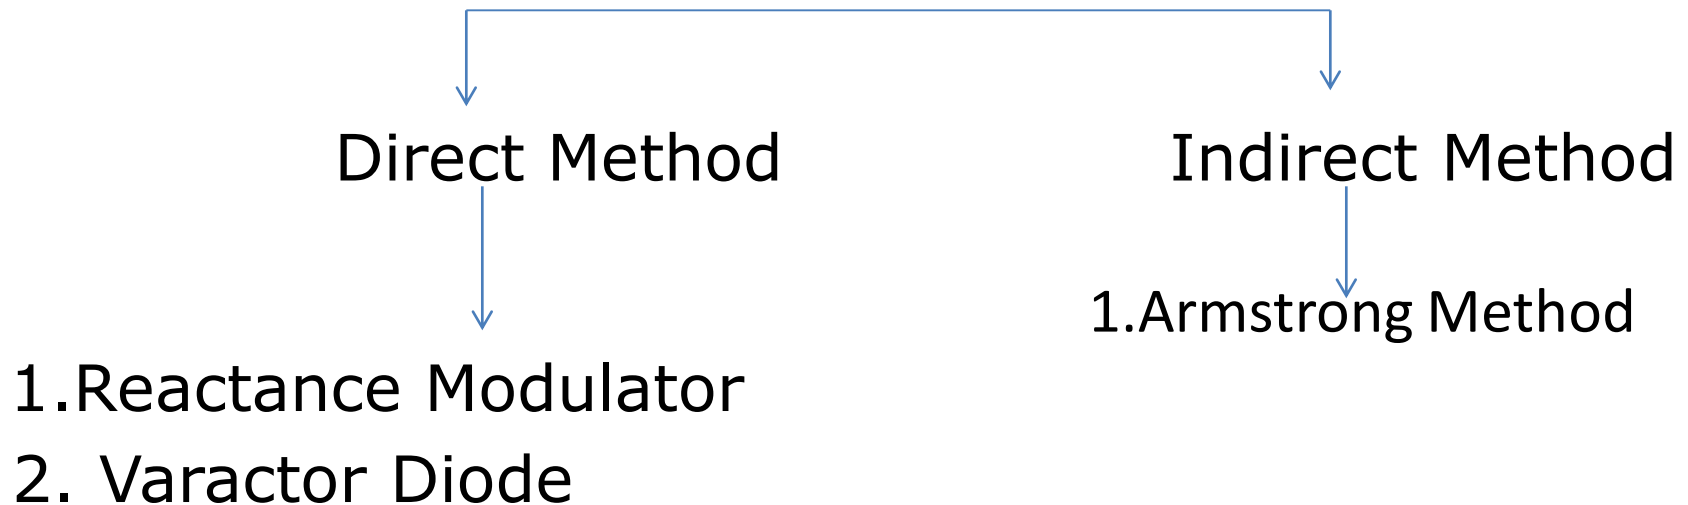 Direct Method
Indirect Method
1.Armstrong Method
1.Reactance Modulator
2. Varactor Diode